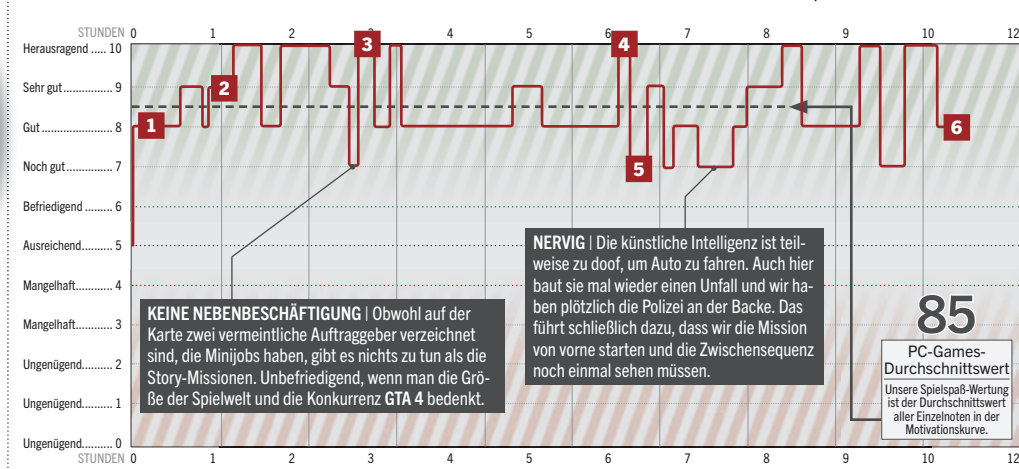 STUNDEN 0 1 2 3 4 5 6 7 8 9 10 11 12
Herausragend ..... 10
Sehr gut ............... 9
Gut ....................... 8
Noch gut .............. 7
Befriedigend ......... 6
Ausreichend.......... 5
Mangelhaft........... 4
Mangelhaft........... 3
Ungenügend......... 2
Ungenügend......... 1
Ungenügend......... 0
1
2
3
4
5
6
KEINE NEBENBESCHÄFTIGUNG | Obwohl auf der
Karte zwei vermeintliche Auftraggeber verzeichnet
sind, die Minijobs haben, gibt es nichts zu tun als die
Story-Missionen. Unbefriedigend, wenn man die Grö-
ße der Spielwelt und die Konkurrenz GTA 4 bedenkt.
NERVIG | Die künstliche Intelligenz ist teil-
weise zu doof, um Auto zu fahren. Auch hier
baut sie mal wieder einen Unfall und wir ha-
ben plötzlich die Polizei an der Backe. Das
führt schließlich dazu, dass wir die Mission
von vorne starten und die Zwischensequenz
noch einmal sehen müssen.
85
PC-Games-
Durchschnittswert
Unsere Spielspaß-Wertung
ist der Durchschnittswert
aller Einzelnoten in der
Motivationskurve.
STUNDEN 0 1 2 3 4 5 6 7 8 9 10 11 12